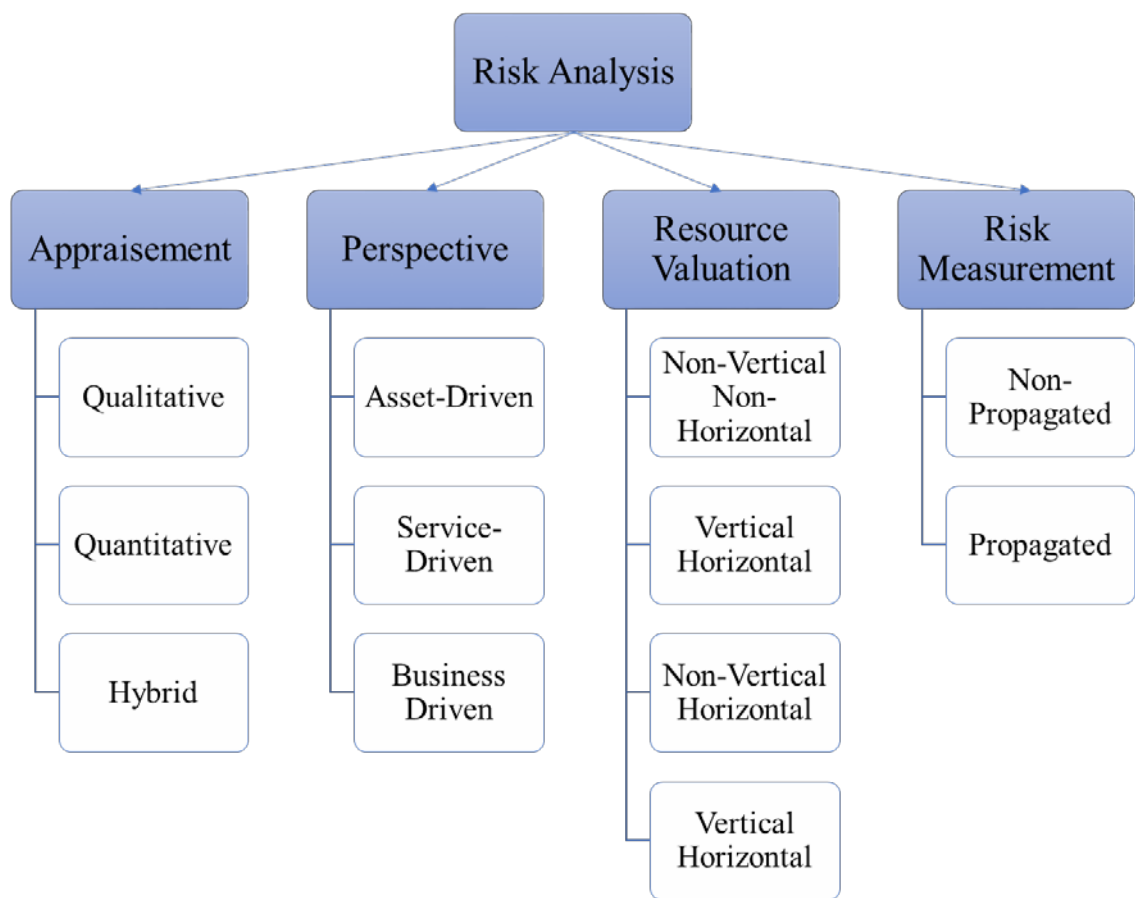 Risk Analysis
Appraisement
Perspective
Resource
Valuation
Risk
Measurement
Qualitative
Quantitative
Hybrid
Asset-Driven
Service-
Driven
Business
Driven
Non-Vertical
Non-
Horizontal
Vertical
Horizontal
Non-Vertical
Horizontal
Vertical
Horizontal
Non-
Propagated
Propagated